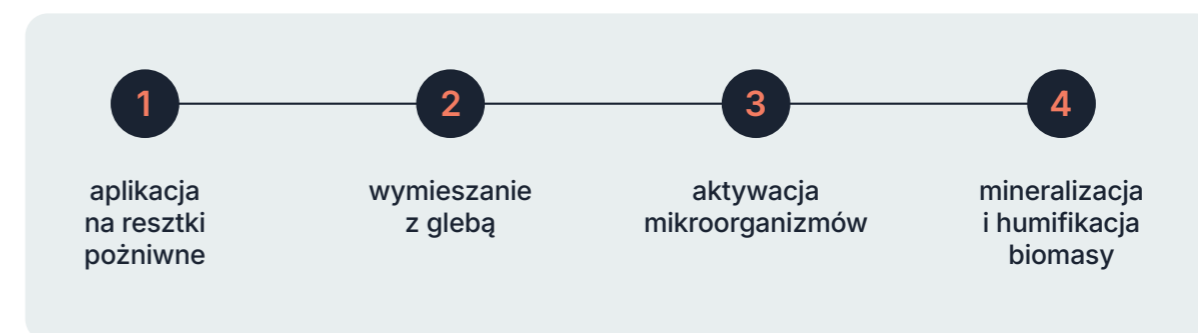 1
2
3
4
aplikacja
na resztki
pożniwne
wymieszanie
z glebą
aktywacja
mikroorganizmów
mineralizacja
i humifikacja
biomasy